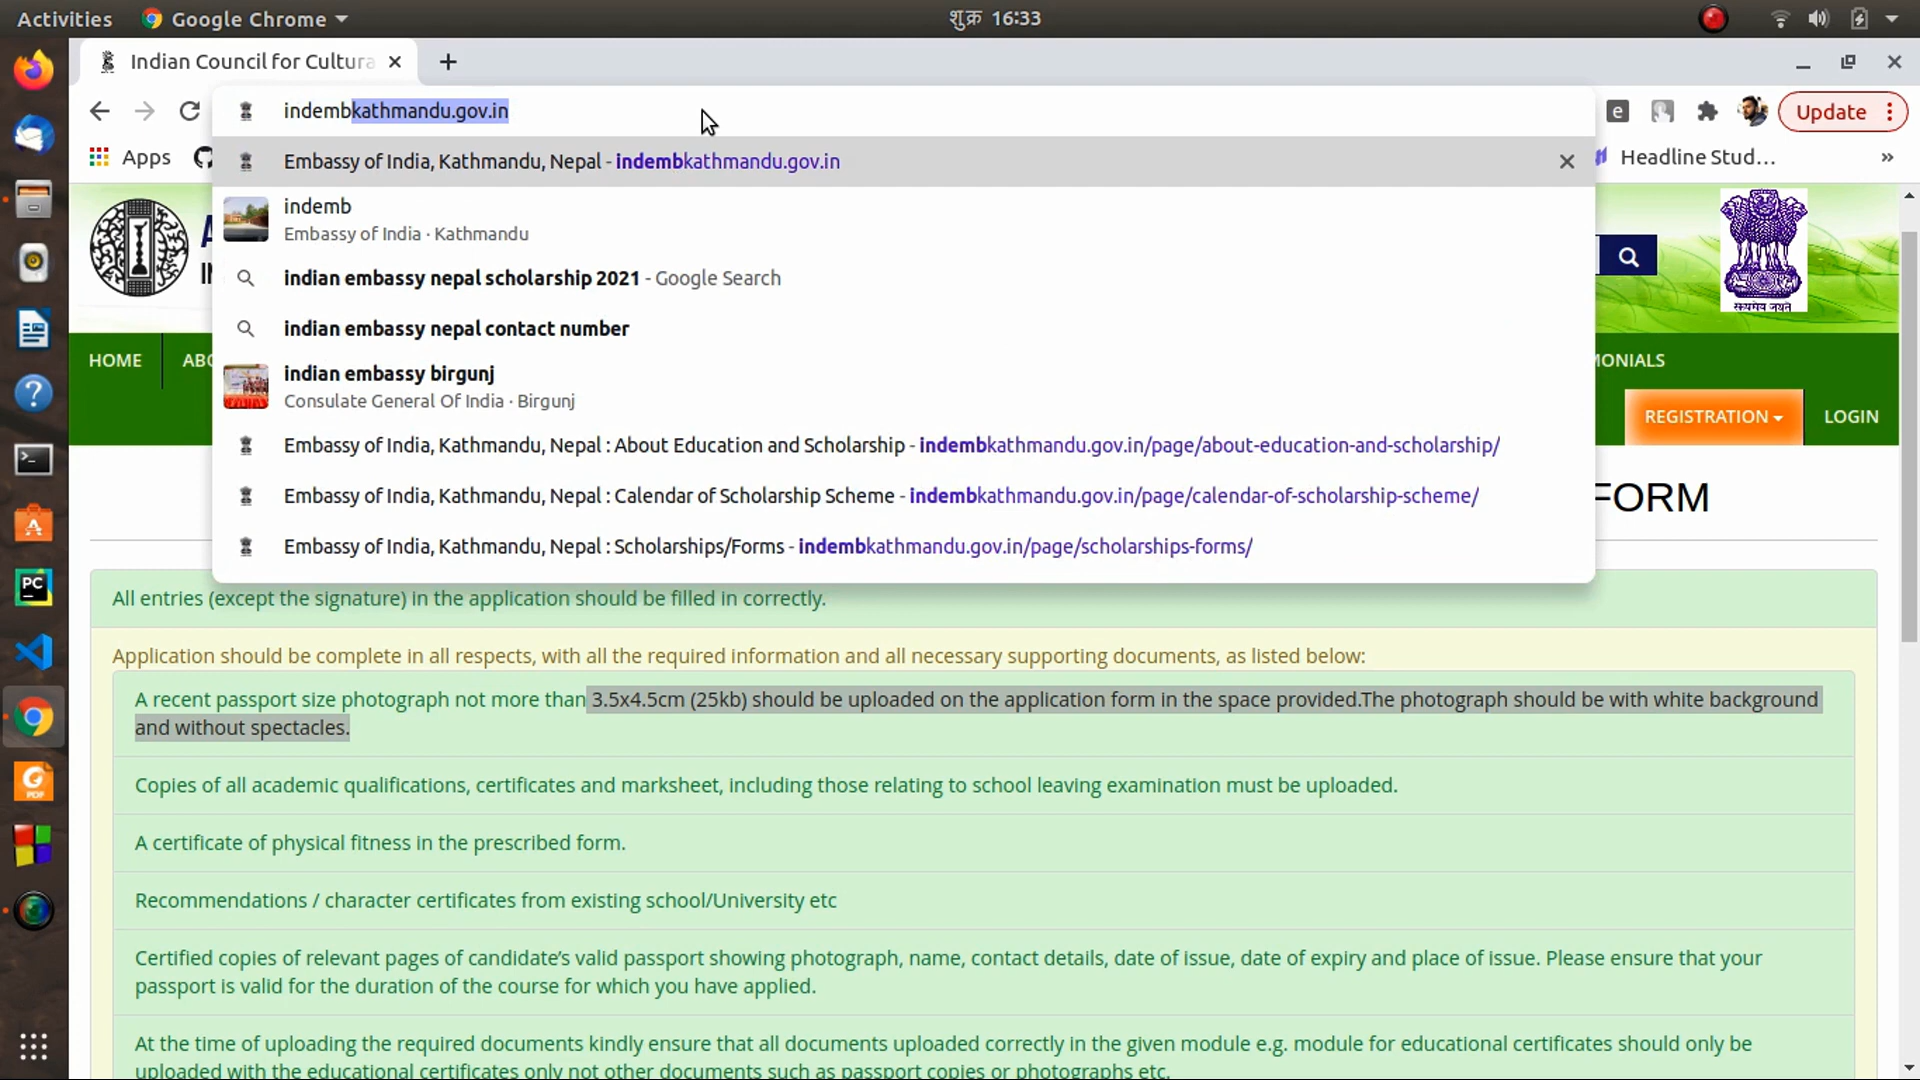 Activities
Google Chrome
शुक्र 16:33
Indian Council for Cultura
indembkathmandu.gov.in
e
Update
Apps
Embassy of India, Kathmandu, Nepal - indembkathmandu.gov.in
Headline Stud...
indemb
Embassy of India · Kathmandu
indian embassy nepal scholarship 2021 - Google Search
सत्यमेव जयते
indian embassy nepal contact number
HOME
ABO
MONIALS
indian embassy birgunj
Consulate General Of India · Birgunj
REGISTRATION
LOGIN
Embassy of India, Kathmandu, Nepal : About Education and Scholarship - indembkathmandu.gov.in/page/about-education-and-scholarship/
Embassy of India, Kathmandu, Nepal : Calendar of Scholarship Scheme - indembkathmandu.gov.in/page/calendar-of-scholarship-scheme/
FORM
Embassy of India, Kathmandu, Nepal : Scholarships/Forms - indembkathmandu.gov.in/page/scholarships-forms/
PC
All entries (except the signature) in the application should be filled in correctly.
Application should be complete in all respects, with all the required information and all necessary supporting documents, as listed below:
A recent passport size photograph not more than 3.5x4.5cm (25kb) should be uploaded on the application form in the space provided.The photograph should be with white background
and without spectacles.
PDF
Copies of all academic qualifications, certificates and marksheet, including those relating to school leaving examination must be uploaded.
A certificate of physical fitness in the prescribed form.
Recommendations / character certificates from existing school/University etc
Certified copies of relevant pages of candidate's valid passport showing photograph, name, contact details, date of issue, date of expiry and place of issue. Please ensure that your
passport is valid for the duration of the course for which you have applied.
At the time of uploading the required documents kindly ensure that all documents uploaded correctly in the given module e.g. module for educational certificates should only be
uploaded with the educational certificates only not other documents such as passport copies or photographs etc.